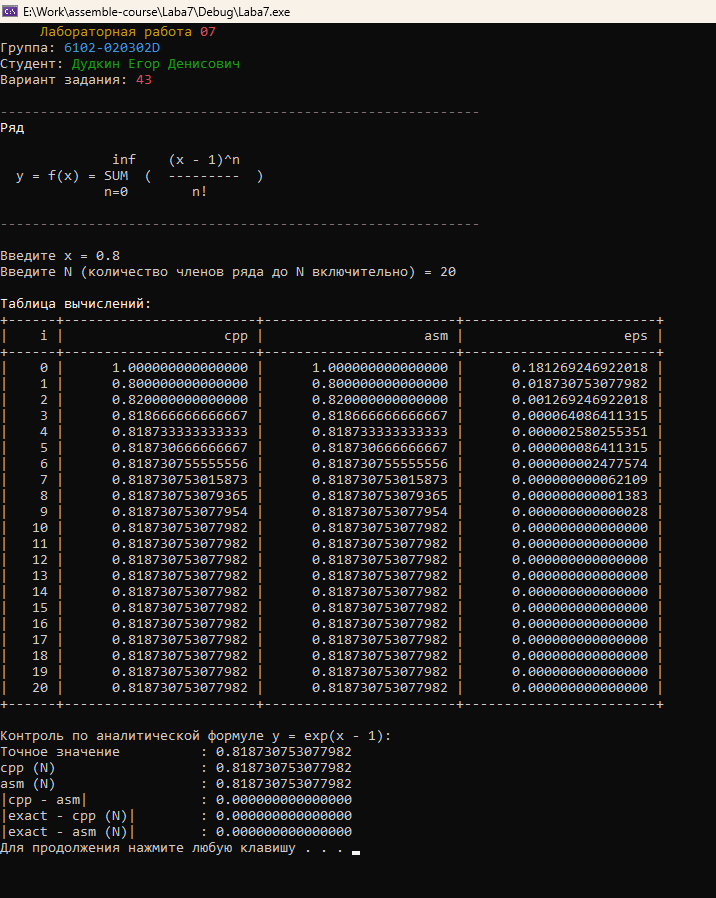 E:\Work\assemble-course\Laba7\Debug\Laba7.exe
Лабораторная работа 07
Группа: 6102-020302D
Студент: Дудкин Егор Денисович
Вариант задания: 43
------------------------------------------------------------
Ряд
inf    (x - 1)^n
y = f(x) = SUM  (  ---------  )
n=0        n!
------------------------------------------------------------
Введите x = 0.8
Введите N (количество членов ряда до N включительно) = 20
Таблица вычислений:
+------+------------------------+------------------------+------------------------+
|    i |                    cpp |                    asm |                    eps |
+------+------------------------+------------------------+------------------------+
|    0 |      1.000000000000000 |      1.000000000000000 |      0.181269246922018 |
|    1 |      0.800000000000000 |      0.800000000000000 |      0.018730753077982 |
|    2 |      0.820000000000000 |      0.820000000000000 |      0.001269246922018 |
|    3 |      0.818666666666667 |      0.818666666666667 |      0.000064086411315 |
|    4 |      0.818733333333333 |      0.818733333333333 |      0.000002580255351 |
|    5 |      0.818730666666667 |      0.818730666666667 |      0.000000086411315 |
|    6 |      0.818730755555556 |      0.818730755555556 |      0.000000002477574 |
|    7 |      0.818730753015873 |      0.818730753015873 |      0.000000000062109 |
|    8 |      0.818730753079365 |      0.818730753079365 |      0.000000000001383 |
|    9 |      0.818730753077954 |      0.818730753077954 |      0.000000000000028 |
|   10 |      0.818730753077982 |      0.818730753077982 |      0.000000000000000 |
|   11 |      0.818730753077982 |      0.818730753077982 |      0.000000000000000 |
|   12 |      0.818730753077982 |      0.818730753077982 |      0.000000000000000 |
|   13 |      0.818730753077982 |      0.818730753077982 |      0.000000000000000 |
|   14 |      0.818730753077982 |      0.818730753077982 |      0.000000000000000 |
|   15 |      0.818730753077982 |      0.818730753077982 |      0.000000000000000 |
|   16 |      0.818730753077982 |      0.818730753077982 |      0.000000000000000 |
|   17 |      0.818730753077982 |      0.818730753077982 |      0.000000000000000 |
|   18 |      0.818730753077982 |      0.818730753077982 |      0.000000000000000 |
|   19 |      0.818730753077982 |      0.818730753077982 |      0.000000000000000 |
|   20 |      0.818730753077982 |      0.818730753077982 |      0.000000000000000 |
+------+------------------------+------------------------+------------------------+
Контроль по аналитической формуле y = exp(x - 1):
Точное значение          : 0.818730753077982
cpp (N)                  : 0.818730753077982
asm (N)                  : 0.818730753077982
|cpp - asm|              : 0.000000000000000
|exact - cpp (N)|        : 0.000000000000000
|exact - asm (N)|        : 0.000000000000000
Для продолжения нажмите любую клавишу . . .